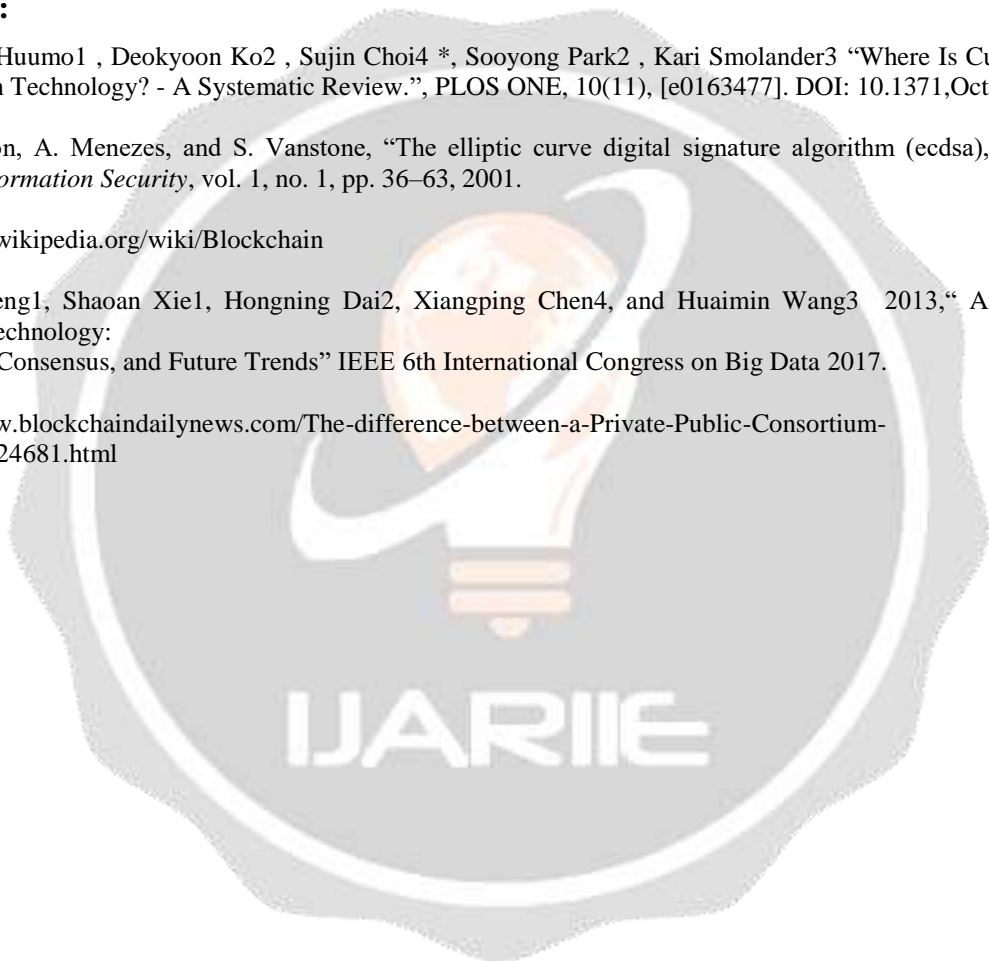 :
Huumo1 , Deokyoon Ko2 , Sujin Choi4 *, Sooyong Park2 , Kari Smolander3 “Where Is Cu
n Technology? - A Systematic Review.”, PLOS ONE, 10(11), [e0163477]. DOI: 10.1371,Oct
on, A. Menezes, and S. Vanstone, “The elliptic curve digital signature algorithm (ecdsa),
formation Security, vol. 1, no. 1, pp. 36–63, 2001.
wikipedia.org/wiki/Blockchain
eng1, Shaoan Xie1, Hongning Dai2, Xiangping Chen4, and Huaimin Wang3 2013,“ A
echnology:
Consensus, and Future Trends” IEEE 6th International Congress on Big Data 2017.
w.blockchaindailynews.com/The-difference-between-a-Private-Public-Consortium-
24681.html
IJARIIE